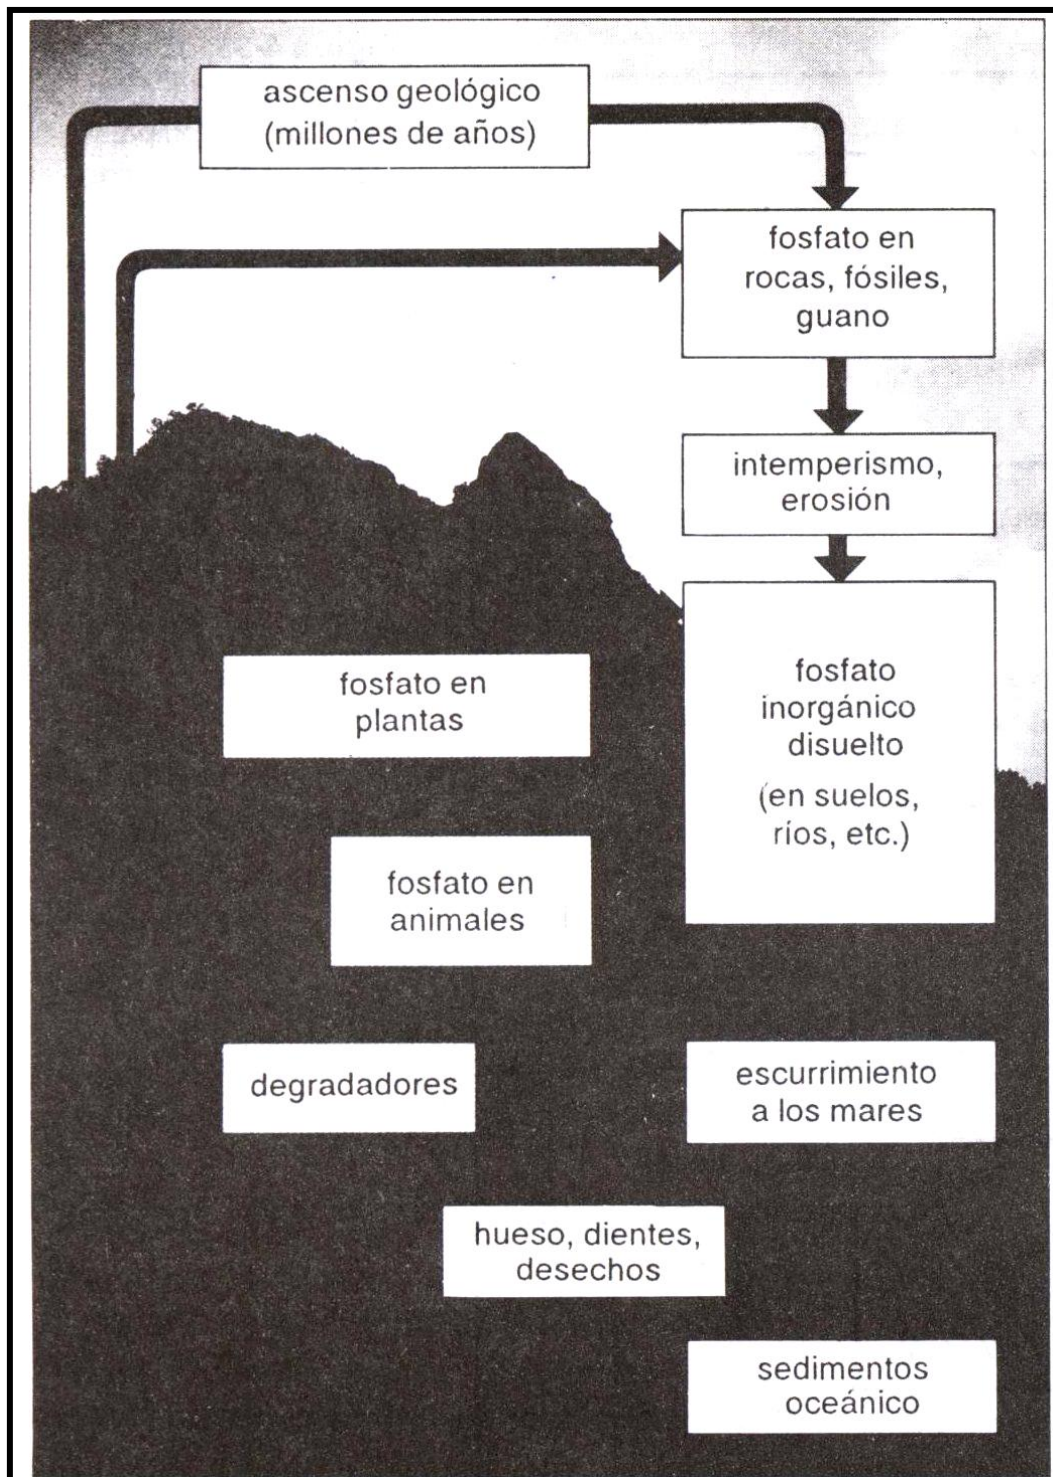 ascenso geológico
(millones de años)
fosfato en
rocas, fósiles,
guano
intemperismo,
erosión
fosfato
inorgánico
disuelto
(en suelos,
ríos, etc.)
fosfato en
plantas
fosfato en
animales
degradadores
escurrimiento
a los mares
hueso, dientes,
desechos
sedimentos
oceánico